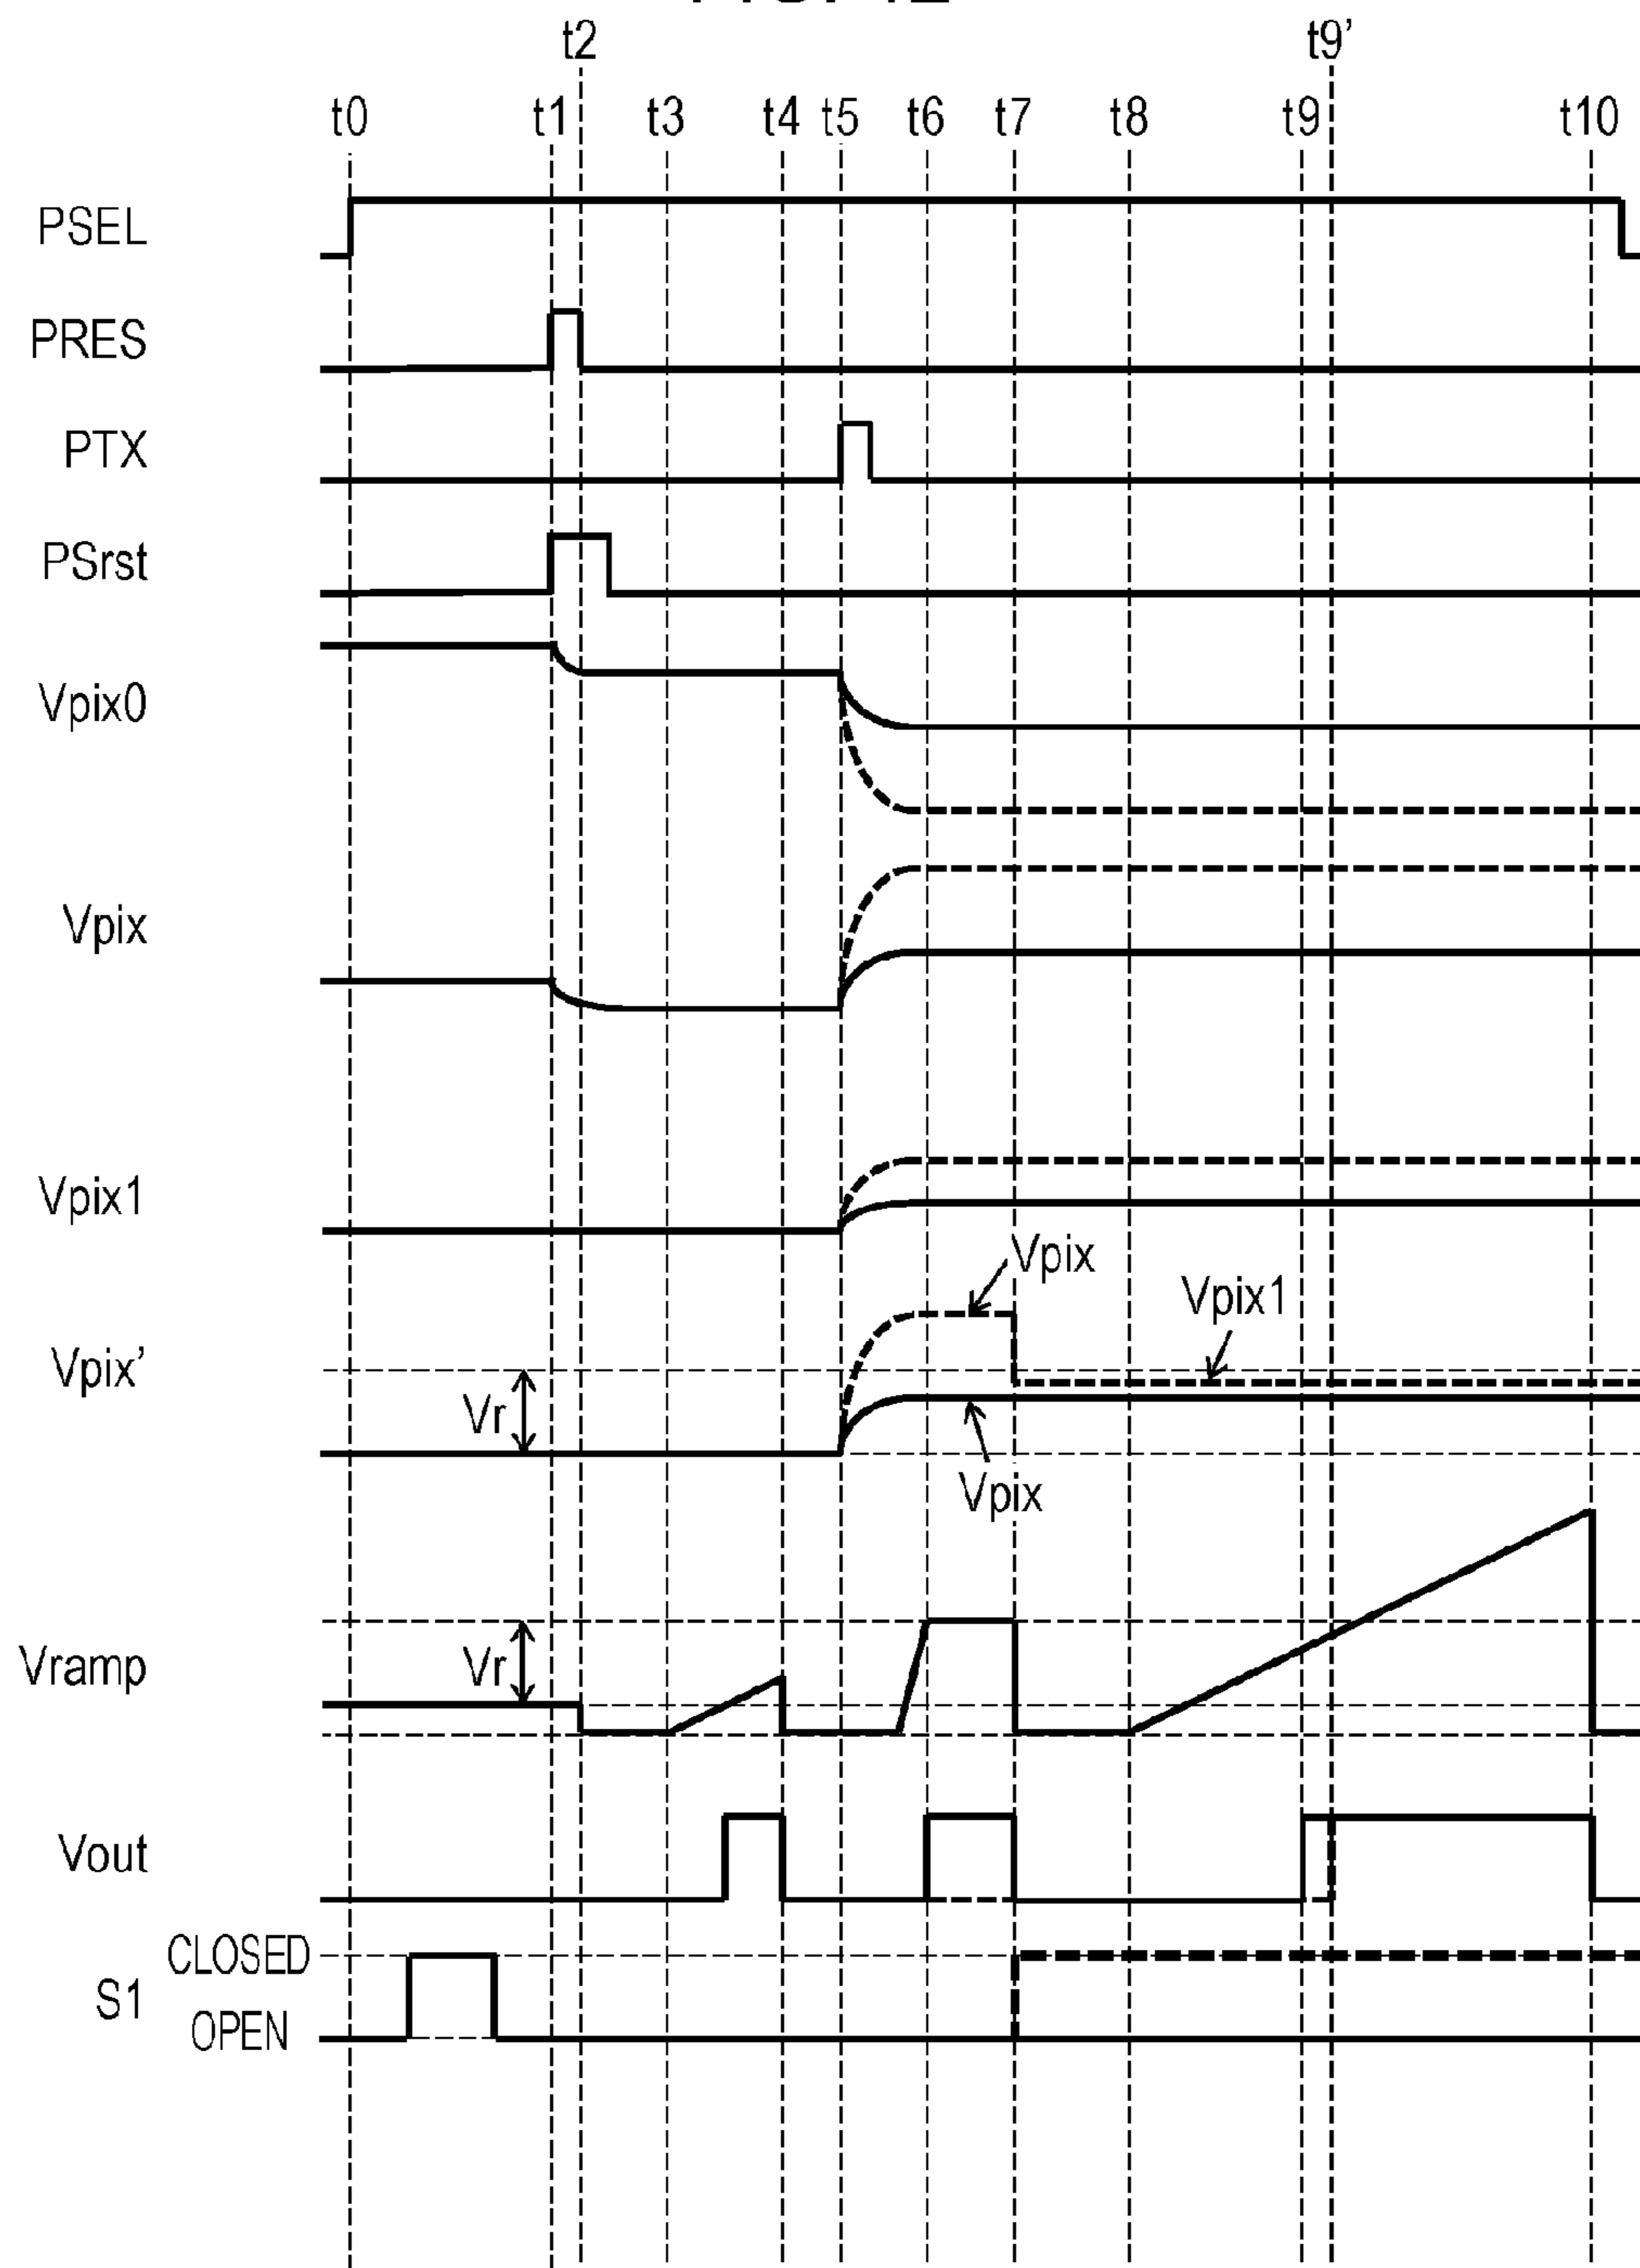 t2 t9’
t0 t1 t3 t4 t5 t6 t7 t8 t9 t10
PSEL
PRES
PTX
PSrst
Vpix0
Vpix
Vpix1
Vpix
Vpix1
Vpix’
Vr
Vpix
Vramp
Vr
Vout
CLOSED
S1
OPEN